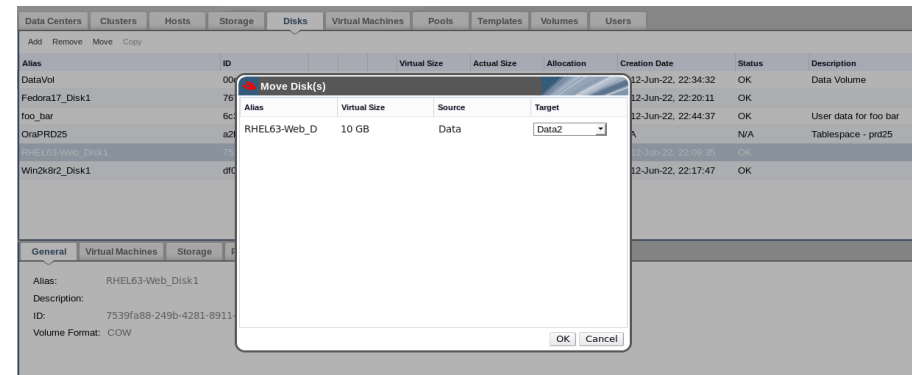 Data Centers Clusters Hosts Storage Disks Virtual Machines Pools Templates Volumes Users
Add Remove Move Copy
Alias ID Virtual Size Actual Size Allocation Creation Date Status Description
DataVol 12-Jun-22, 22:34:32 OK Data Volume
Fedora17_Disk1 12-Jun-22, 22:20:11 OK
foo_bar 12-Jun-22, 22:44:37 OK User data for foo bar
OraPRD25 N/A Tablespace - prd25
RHEL63-Web_Disk1 75 12-Jun-22, 22:09:35 OK
Win2k8r2_Disk1 12-Jun-22, 22:17:47 OK
Move Disk(s)
Alias Virtual Size Source Target
RHEL63-Web_D 10 GB Data Data2
OK Cancel
General Virtual Machines Storage
Alias: RHEL63-Web_Disk1
Description:
ID: 7539fa88-249b-4281-8911-
Volume Format: COW